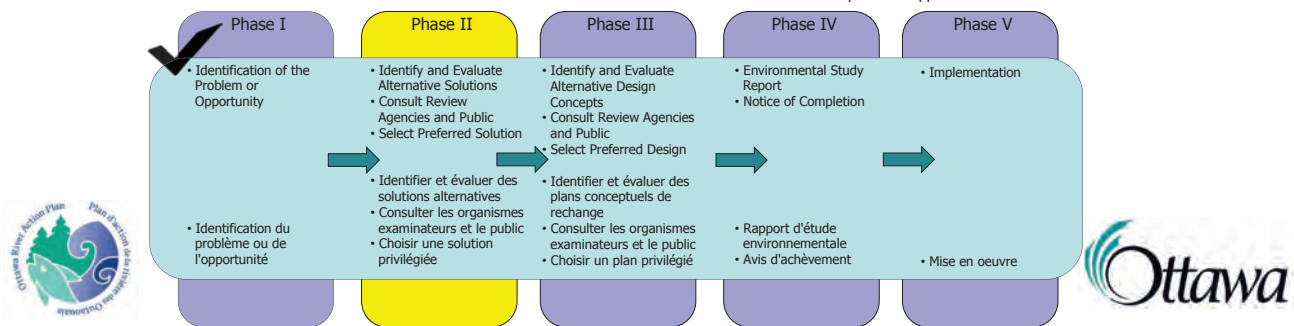 Phase I
Phase II
Phase III
Phase IV
Phase V
• Identification of the
Problem or
Opportunity
• Identification du
problème ou de
l'opportunité
• Identify and Evaluate
Alternative Solutions
• Consult Review
Agencies and Public
• Select Preferred Solution
• Identifier et évaluer des
solutions alternatives
• Consulter les organismes
examinateurs et le public
• Choisir une solution
privilégiée
• Identify and Evaluate
Alternative Design
Concepts
• Consult Review Agencies
and Public
• Select Preferred Design
• Identifier et évaluer des
plans conceptuels de
rechange
• Consulter les organismes
examinateurs et le public
• Choisir un plan privilégié
• Environmental Study
Report
• Notice of Completion
• Rapport d'étude
environnementale
• Avis d'achèvement
• Implementation
• Mise en oeuvre
Ottawa River Action Plan
Plan d'action de la rivière des Outaouais
Ottawa